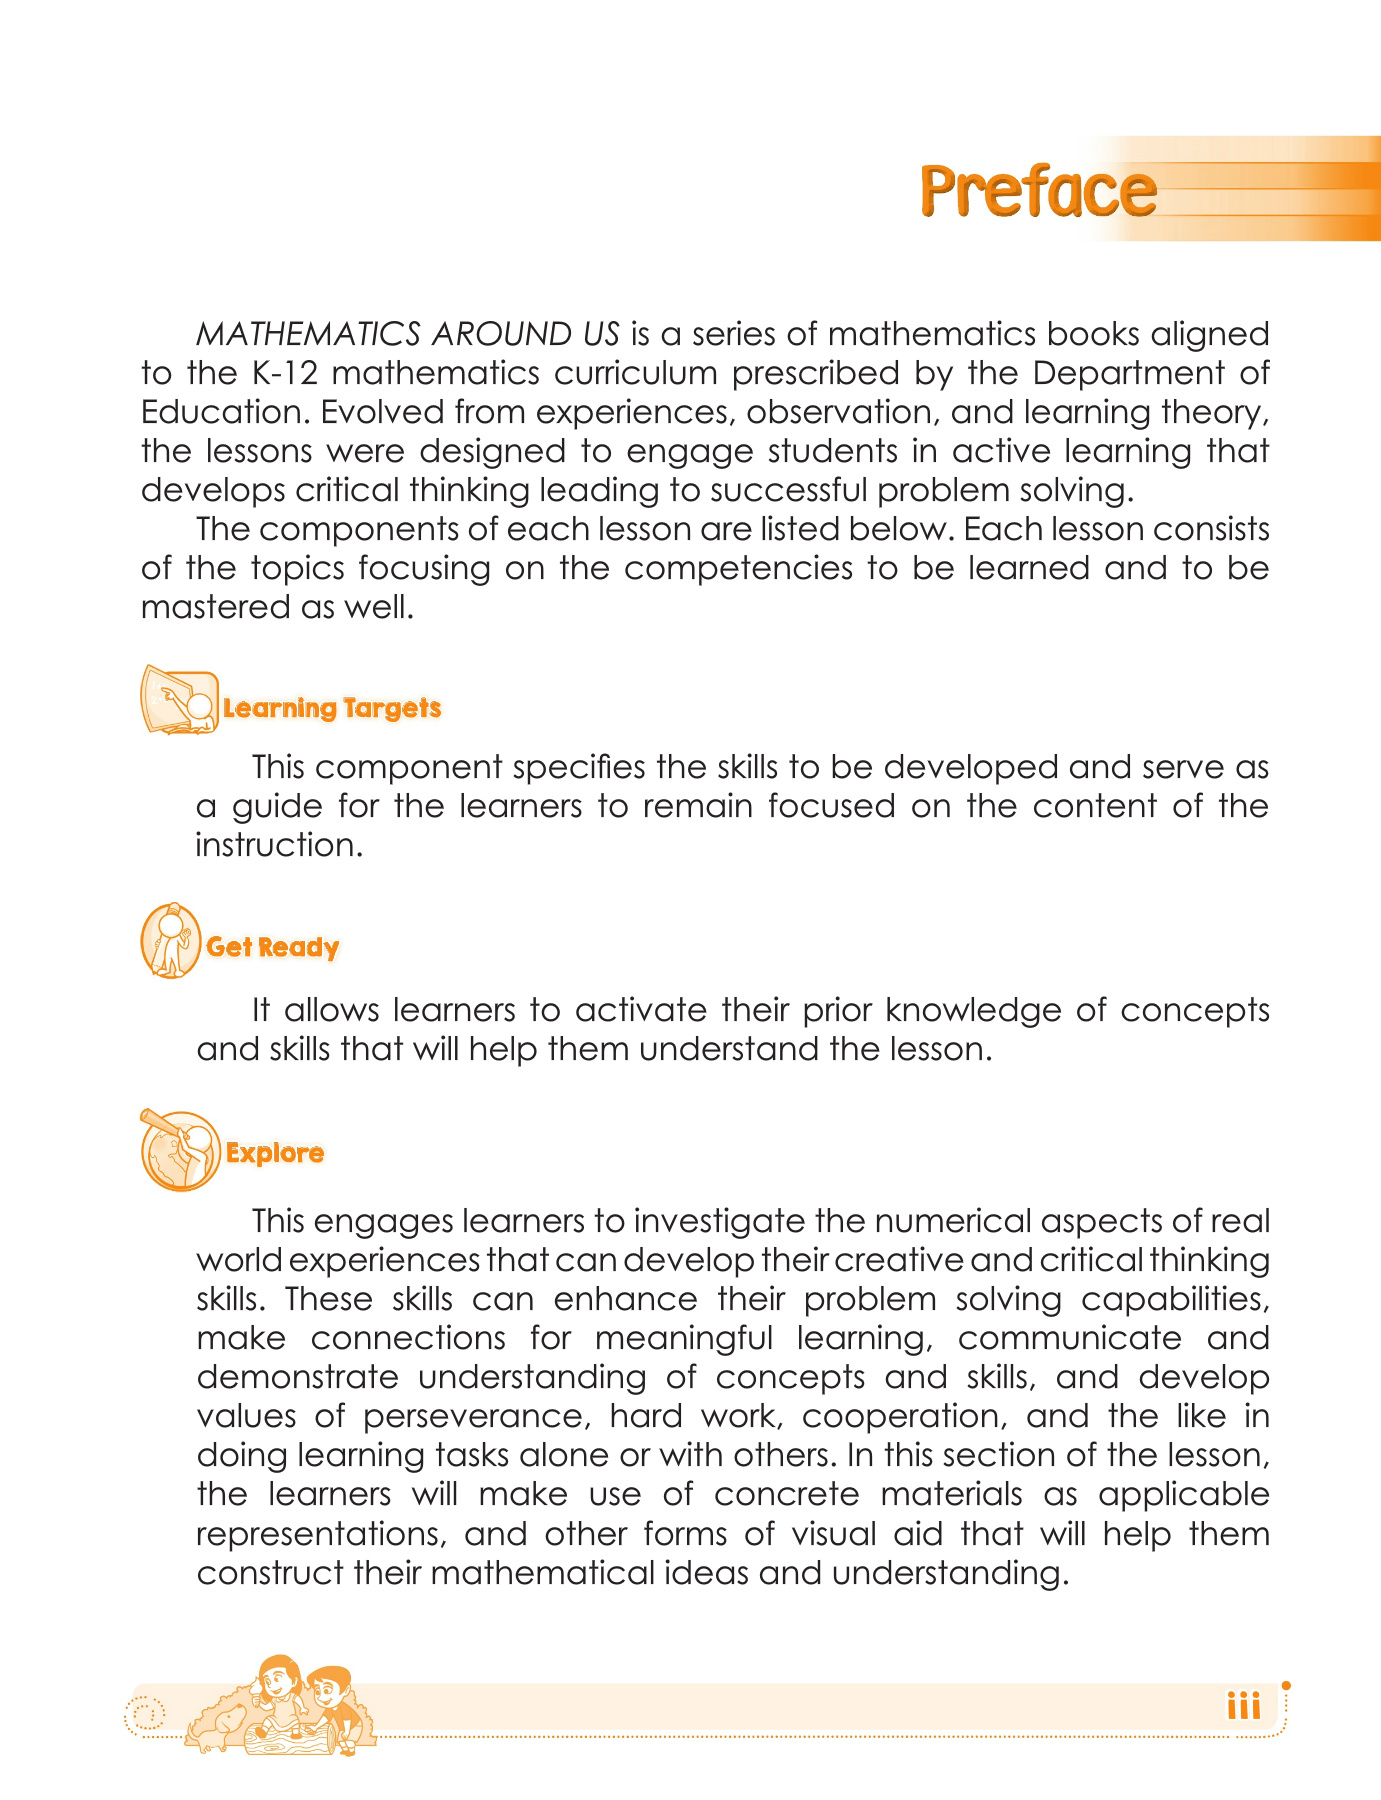 Preface
MATHEMATICS AROUND US is a series of mathematics books aligned
to the K-12 mathematics curriculum prescribed by the Department of
Education. Evolved from experiences, observation, and learning theory,
the lessons were designed to engage students in active learning that
develops critical thinking leading to successful problem solving.
The components of each lesson are listed below. Each lesson consists
of the topics focusing on the competencies to be learned and to be
mastered as well.
Learning Targets
This component specifies the skills to be developed and serve as
a guide for the learners to remain focused on the content of the
instruction.
Get Ready
It allows learners to activate their prior knowledge of concepts
and skills that will help them understand the lesson.
Explore
This engages learners to investigate the numerical aspects of real
world experiences that can develop their creative and critical thinking
skills. These skills can enhance their problem solving capabilities,
make connections for meaningful learning, communicate and
demonstrate understanding of concepts and skills, and develop
values of perseverance, hard work, cooperation, and the like in
doing learning tasks alone or with others. In this section of the lesson,
the learners will make use of concrete materials as applicable
representations, and other forms of visual aid that will help them
construct their mathematical ideas and understanding.
iii